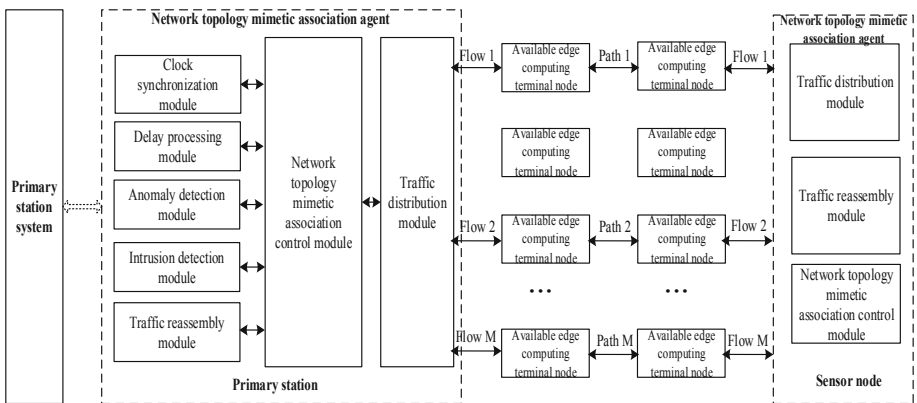 Primary
station
system
Network topology mimetic association agent
Clock
synchronization
module
Delay processing
module
Anomaly detection
module
Intrusion detection
module
Traffic reassembly
module
Network
topology
mimetic
association
control module
Traffic
distribution
module
Primary station
Flow 1
Available edge
computing
terminal node
Path 1
Available edge
computing
terminal node
Flow 1
Available edge
computing
terminal node
Available edge
computing
terminal node
Flow 2
Available edge
computing
terminal node
Path 2
Available edge
computing
terminal node
Flow 2
...
...
Flow M
Available edge
computing
terminal node
Path M
Available edge
computing
terminal node
Flow M
Network topology mimetic
association agent
Traffic distribution
module
Traffic reassembly
module
Network topology
mimetic
association control
module
Sensor node